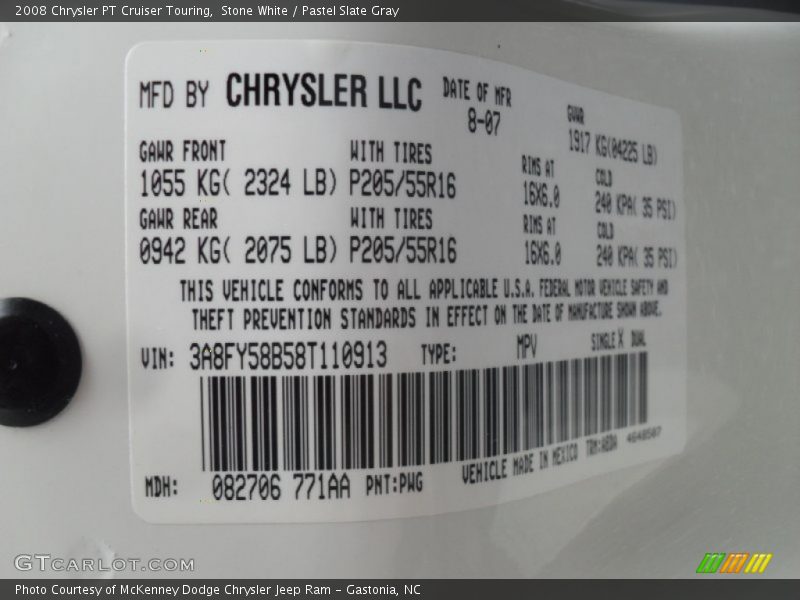 2008 Chrysler PT Cruiser Touring, Stone White / Pastel Slate Gray
MFD BY CHRYSLER LLC DATE OF MFR GVWR
8-07 1917 KG(04225 LB)
GAWR FRONT WITH TIRES RIMS AT COLD
1055 KG( 2324 LB) P205/55R16 16X6.0 240 KPA( 35 PSI)
GAWR REAR WITH TIRES RIMS AT COLD
0942 KG( 2075 LB) P205/55R16 16X6.0 240 KPA( 35 PSI)
THIS VEHICLE CONFORMS TO ALL APPLICABLE U.S.A. FEDERAL MOTOR VEHICLE SAFETY AND
THEFT PREVENTION STANDARDS IN EFFECT ON THE DATE OF MANUFACTURE SHOWN ABOVE.
VIN: 3A8FY58B58T110913 TYPE: MPV SINGLE X DUAL
MDH: 082706 771AA PNT:PWG VEHICLE MADE IN MEXICO TRM:ABDA 4648507
GTCARLOT.COM
Photo Courtesy of McKenney Dodge Chrysler Jeep Ram – Gastonia, NC